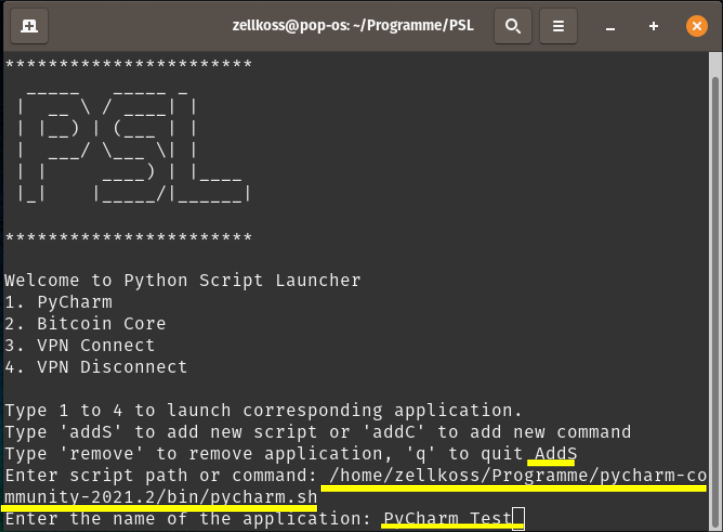 zellkoss@pop-os: ~/Programme/PSL
***********************
  _____   _____ _
 |  __ \ / ____| |
 | |__) | (___ | |
 |  ___/ \___ \| |
 | |     ____) | |____
 |_|    |_____/|______|
***********************
Welcome to Python Script Launcher
1. PyCharm
2. Bitcoin Core
3. VPN Connect
4. VPN Disconnect
Type 1 to 4 to launch corresponding application.
Type 'addS' to add new script or 'addC' to add new command
Type 'remove' to remove application, 'q' to quit AddS
Enter script path or command: /home/zellkoss/Programme/pycharm-co
mmunity-2021.2/bin/pycharm.sh
Enter the name of the application: PyCharm Test